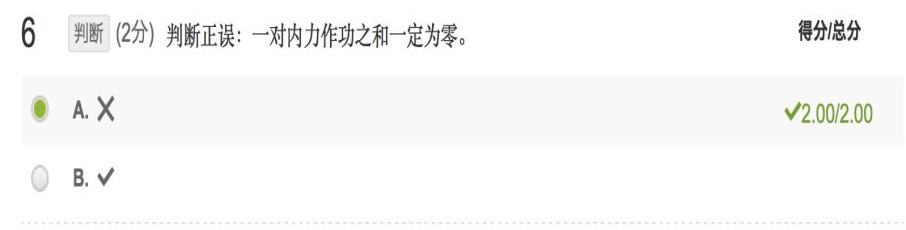 6 判断 (2分) 判断正误：一对内力作功之和一定为零。 得分/总分
A. ✕ ✓2.00/2.00
B. ✓